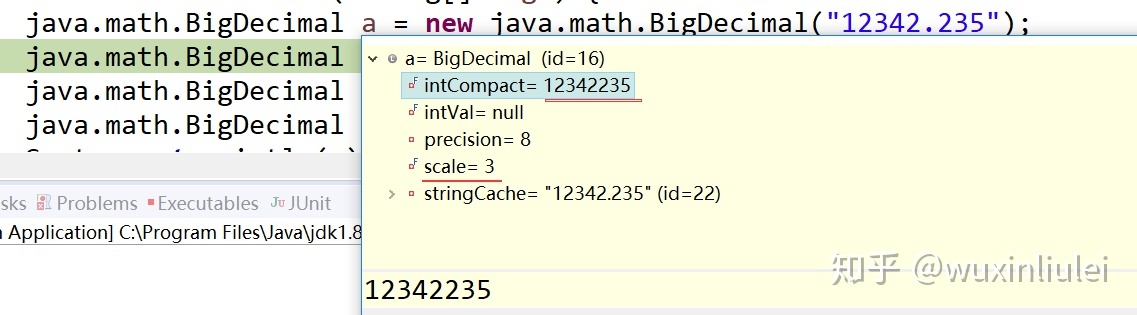 java.math.BigDecimal a = new java.math.BigDecimal("12342.235");
java.math.BigDecimal
a= BigDecimal (id=16)
java.math.BigDecimal
intCompact= 12342235
intVal= null
java.math.BigDecimal
precision= 8
scale= 3
stringCache= "12342.235" (id=22)
sks Problems Executables JUnit
Application] C:\Program Files\Java\jdk1.8
12342235
知乎 @wuxinliulei